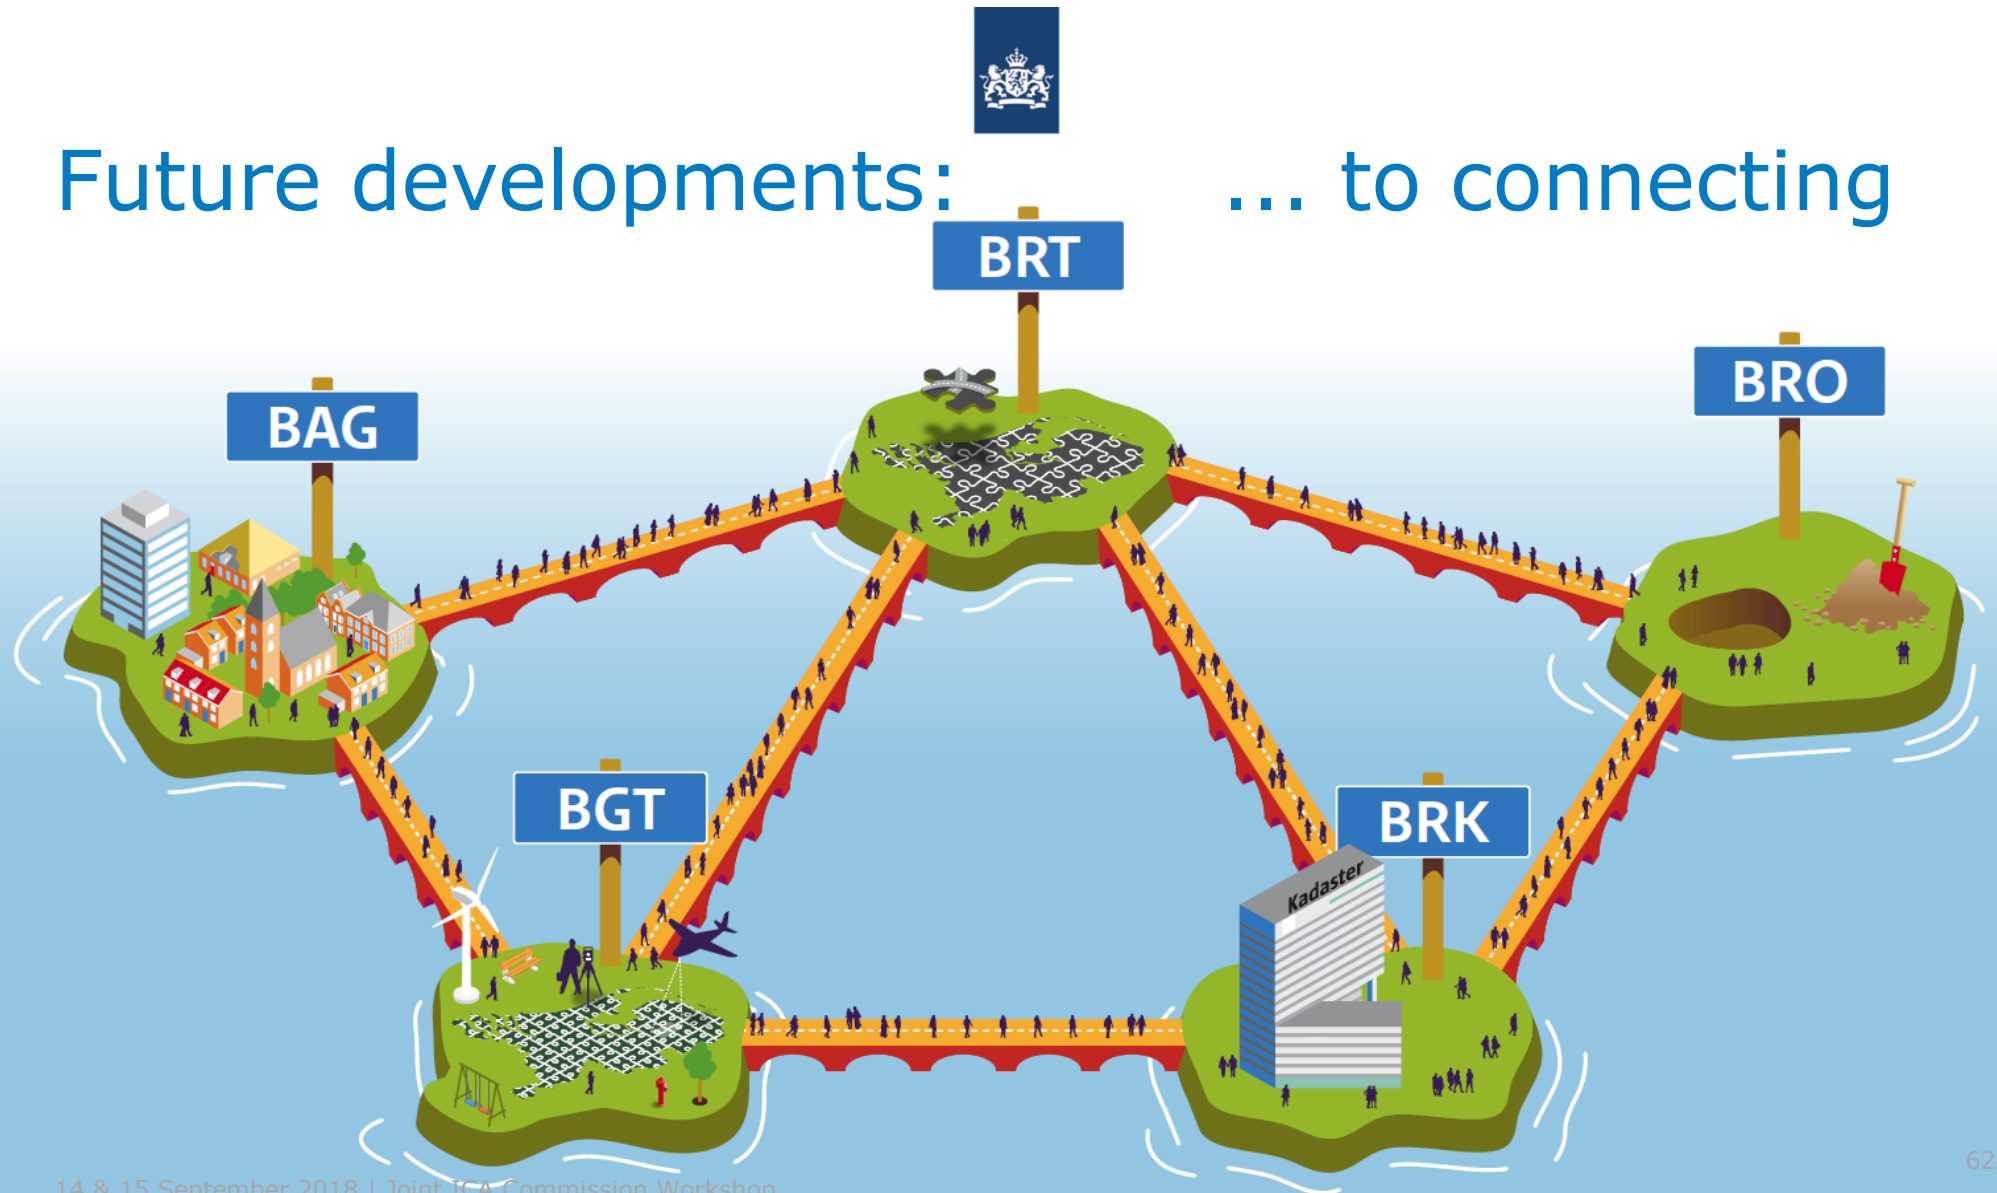 Future developments: ... to connecting
BRT
BRO
BAG
BGT
BRK
Kadaster
62
14 & 15 September 2018 | Joint ICA Commission Workshop